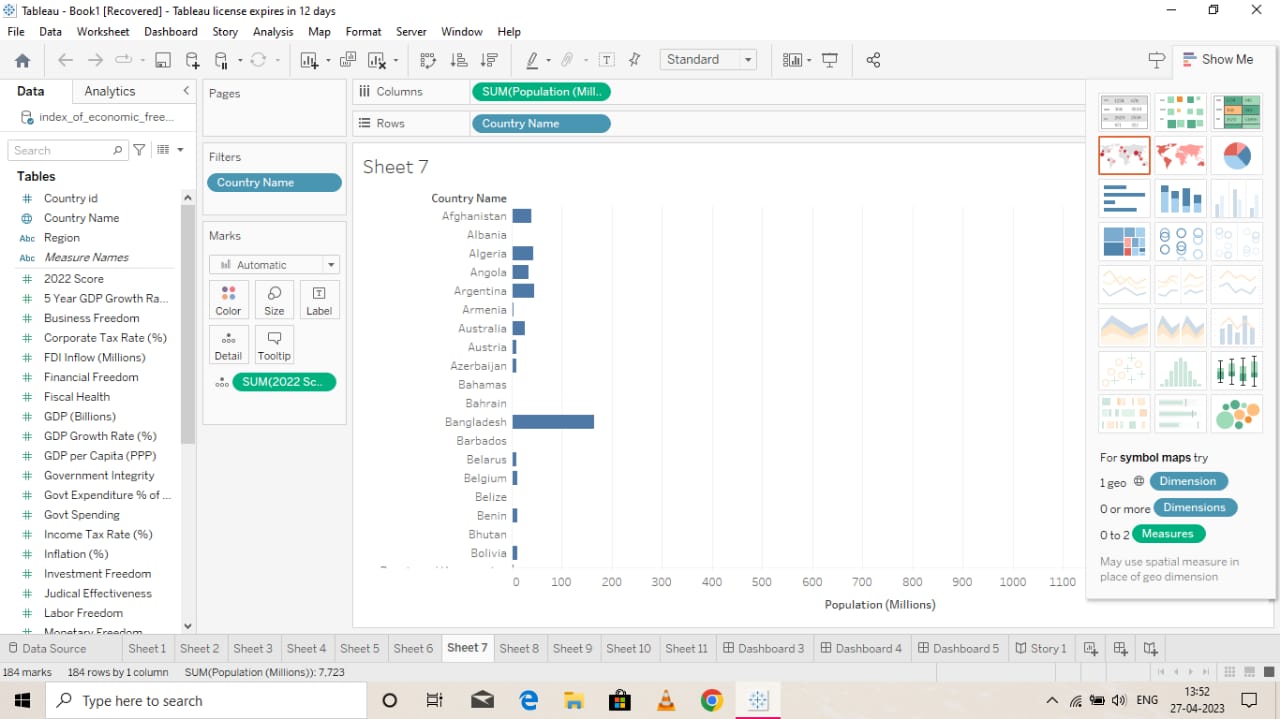 Tableau - Book1 [Recovered] - Tableau license expires in 12 days
File Data Worksheet Dashboard Story Analysis Map Format Server Window Help
Standard
Show Me
Data Analytics
index_of_economic_free...
Search
Tables
Country id
Country Name
Abc Region
Abc Measure Names
2022 Score
5 Year GDP Growth Ra...
Business Freedom
Corporate Tax Rate (%)
FDI Inflow (Millions)
Financial Freedom
Fiscal Health
GDP (Billions)
GDP Growth Rate (%)
GDP per Capita (PPP)
Government Integrity
Govt Expenditure % of ...
Govt Spending
Income Tax Rate (%)
Inflation (%)
Investment Freedom
Judical Effectiveness
Labor Freedom
Monetary Freedom
Pages
Filters
Country Name
Marks
Automatic
Color Size Label
Detail Tooltip
SUM(2022 Sc..
Columns SUM(Population (Mill..
Rows Country Name
Sheet 7
Country Name
Afghanistan
Albania
Algeria
Angola
Argentina
Armenia
Australia
Austria
Azerbaijan
Bahamas
Bahrain
Bangladesh
Barbados
Belarus
Belgium
Belize
Benin
Bhutan
Bolivia
0 100 200 300 400 500 600 700 800 900 1000 1100
Population (Millions)
For symbol maps try
1 geo Dimension
0 or more Dimensions
0 to 2 Measures
May use spatial measure in
place of geo dimension
Data Source Sheet 1 Sheet 2 Sheet 3 Sheet 4 Sheet 5 Sheet 6 Sheet 7 Sheet 8 Sheet 9 Sheet 10 Sheet 11 Dashboard 3 Dashboard 4 Dashboard 5 Story 1
184 marks 184 rows by 1 column SUM(Population (Millions)): 7,723
Type here to search
ENG
13:52
27-04-2023